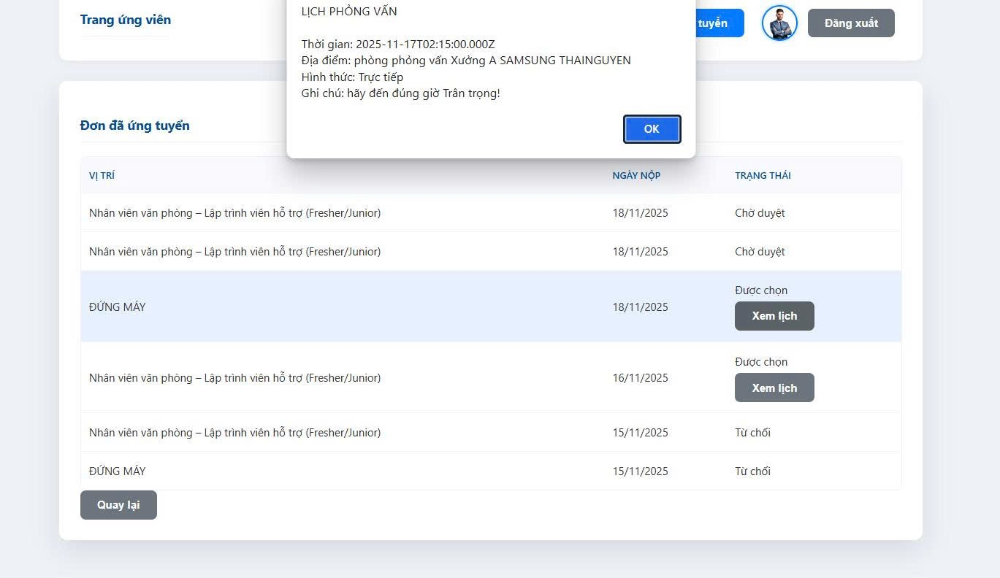 LỊCH PHỎNG VẤN
Trang ứng viên
tuyển
Đăng xuất
Thời gian: 2025-11-17T02:15:00.000Z
Địa điểm: phòng phỏng vấn Xưởng A SAMSUNG THAINGUYEN
Hình thức: Trực tiếp
Ghi chú: hãy đến đúng giờ Trân trọng!
OK
Đơn đã ứng tuyển
VỊ TRÍ NGÀY NỘP TRẠNG THÁI
Nhân viên văn phòng – Lập trình viên hỗ trợ (Fresher/Junior) 18/11/2025 Chờ duyệt
Nhân viên văn phòng – Lập trình viên hỗ trợ (Fresher/Junior) 18/11/2025 Chờ duyệt
ĐỨNG MÁY 18/11/2025 Được chọn
Xem lịch
Nhân viên văn phòng – Lập trình viên hỗ trợ (Fresher/Junior) 16/11/2025 Được chọn
Xem lịch
Nhân viên văn phòng – Lập trình viên hỗ trợ (Fresher/Junior) 15/11/2025 Từ chối
ĐỨNG MÁY 15/11/2025 Từ chối
Quay lại